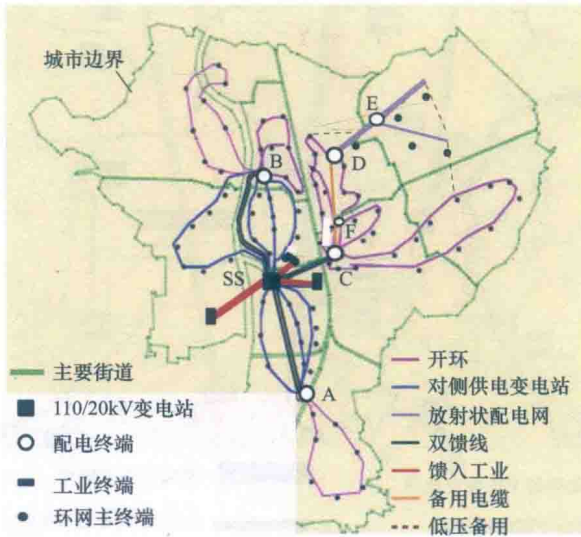 城市边界
E
B
D
F
SS
C
A
主要街道
110/20kV变电站
配电终端
工业终端
环网主终端
开环
对侧供电变电站
放射状配电网
双馈线
馈入工业
备用电缆
低压备用